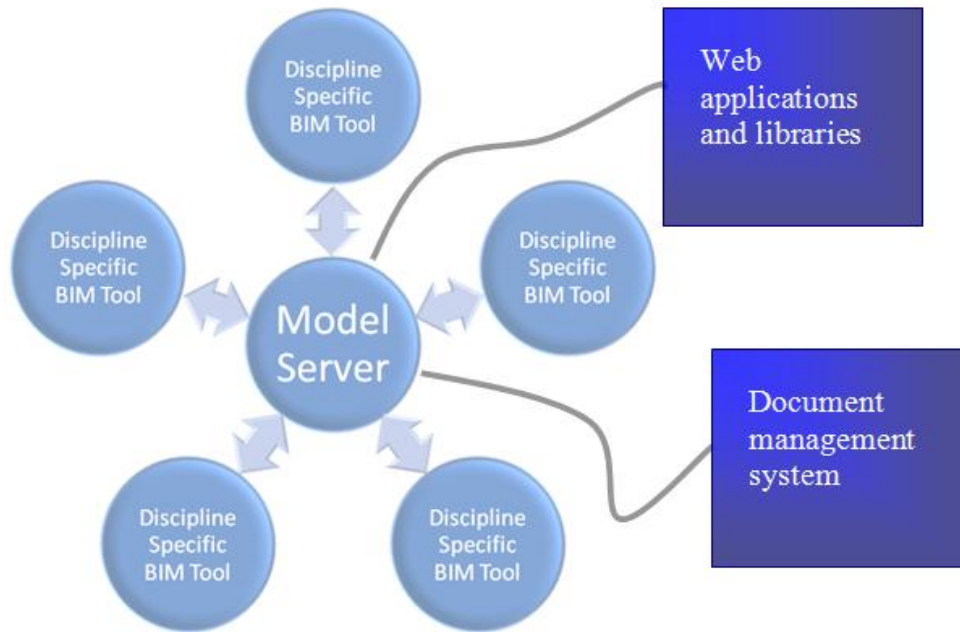 Discipline
Specific
BIM Tool
Web
applications
and libraries
Discipline
Specific
BIM Tool
Discipline
Specific
BIM Tool
Model
Server
Document
management
system
Discipline
Specific
BIM Tool
Discipline
Specific
BIM Tool